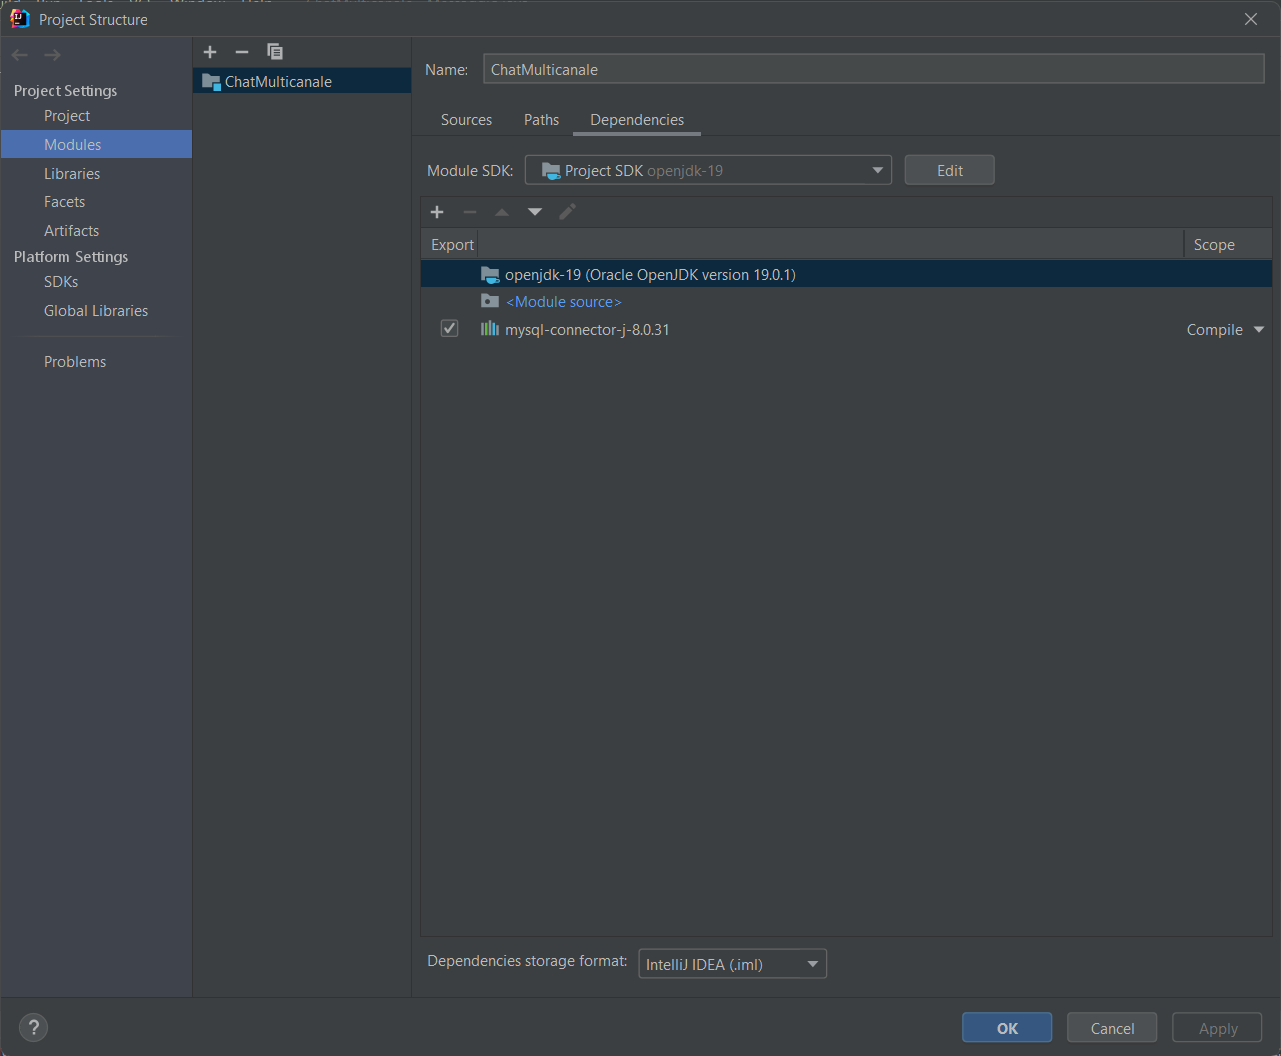 Project Structure
Project Settings
Project
Modules
Libraries
Facets
Artifacts
Platform Settings
SDKs
Global Libraries
Problems
ChatMulticanale
Name: ChatMulticanale
Sources Paths Dependencies
Module SDK: Project SDK openjdk-19 Edit
Export Scope
openjdk-19 (Oracle OpenJDK version 19.0.1)
<Module source>
mysql-connector-j-8.0.31 Compile
Dependencies storage format: IntelliJ IDEA (.iml)
? OK Cancel Apply